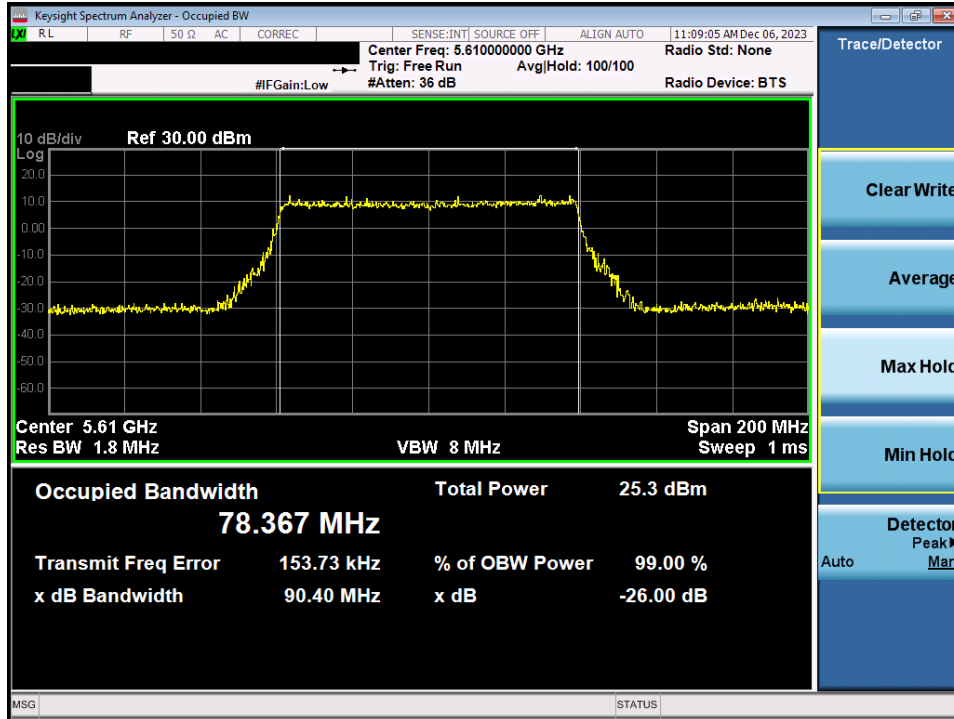 Keysight Spectrum Analyzer - Occupied BW
LXI RL RF 50 Ω AC CORREC SENSE:INT SOURCE OFF ALIGN AUTO 11:09:05 AM Dec 06, 2023
Center Freq: 5.610000000 GHz Radio Std: None
Trig: Free Run Avg|Hold: 100/100
#IFGain:Low #Atten: 36 dB Radio Device: BTS
10 dB/div Ref 30.00 dBm
Log
20.0
10.0
0.00
-10.0
-20.0
-30.0
-40.0
-50.0
-60.0
Center 5.61 GHz Span 200 MHz
Res BW 1.8 MHz VBW 8 MHz Sweep 1 ms
Occupied Bandwidth Total Power 25.3 dBm
78.367 MHz
Transmit Freq Error 153.73 kHz % of OBW Power 99.00 %
x dB Bandwidth 90.40 MHz x dB -26.00 dB
MSG STATUS
Trace/Detector
Clear Write
Average
Max Hold
Min Hold
Detector
Peak
Auto Man